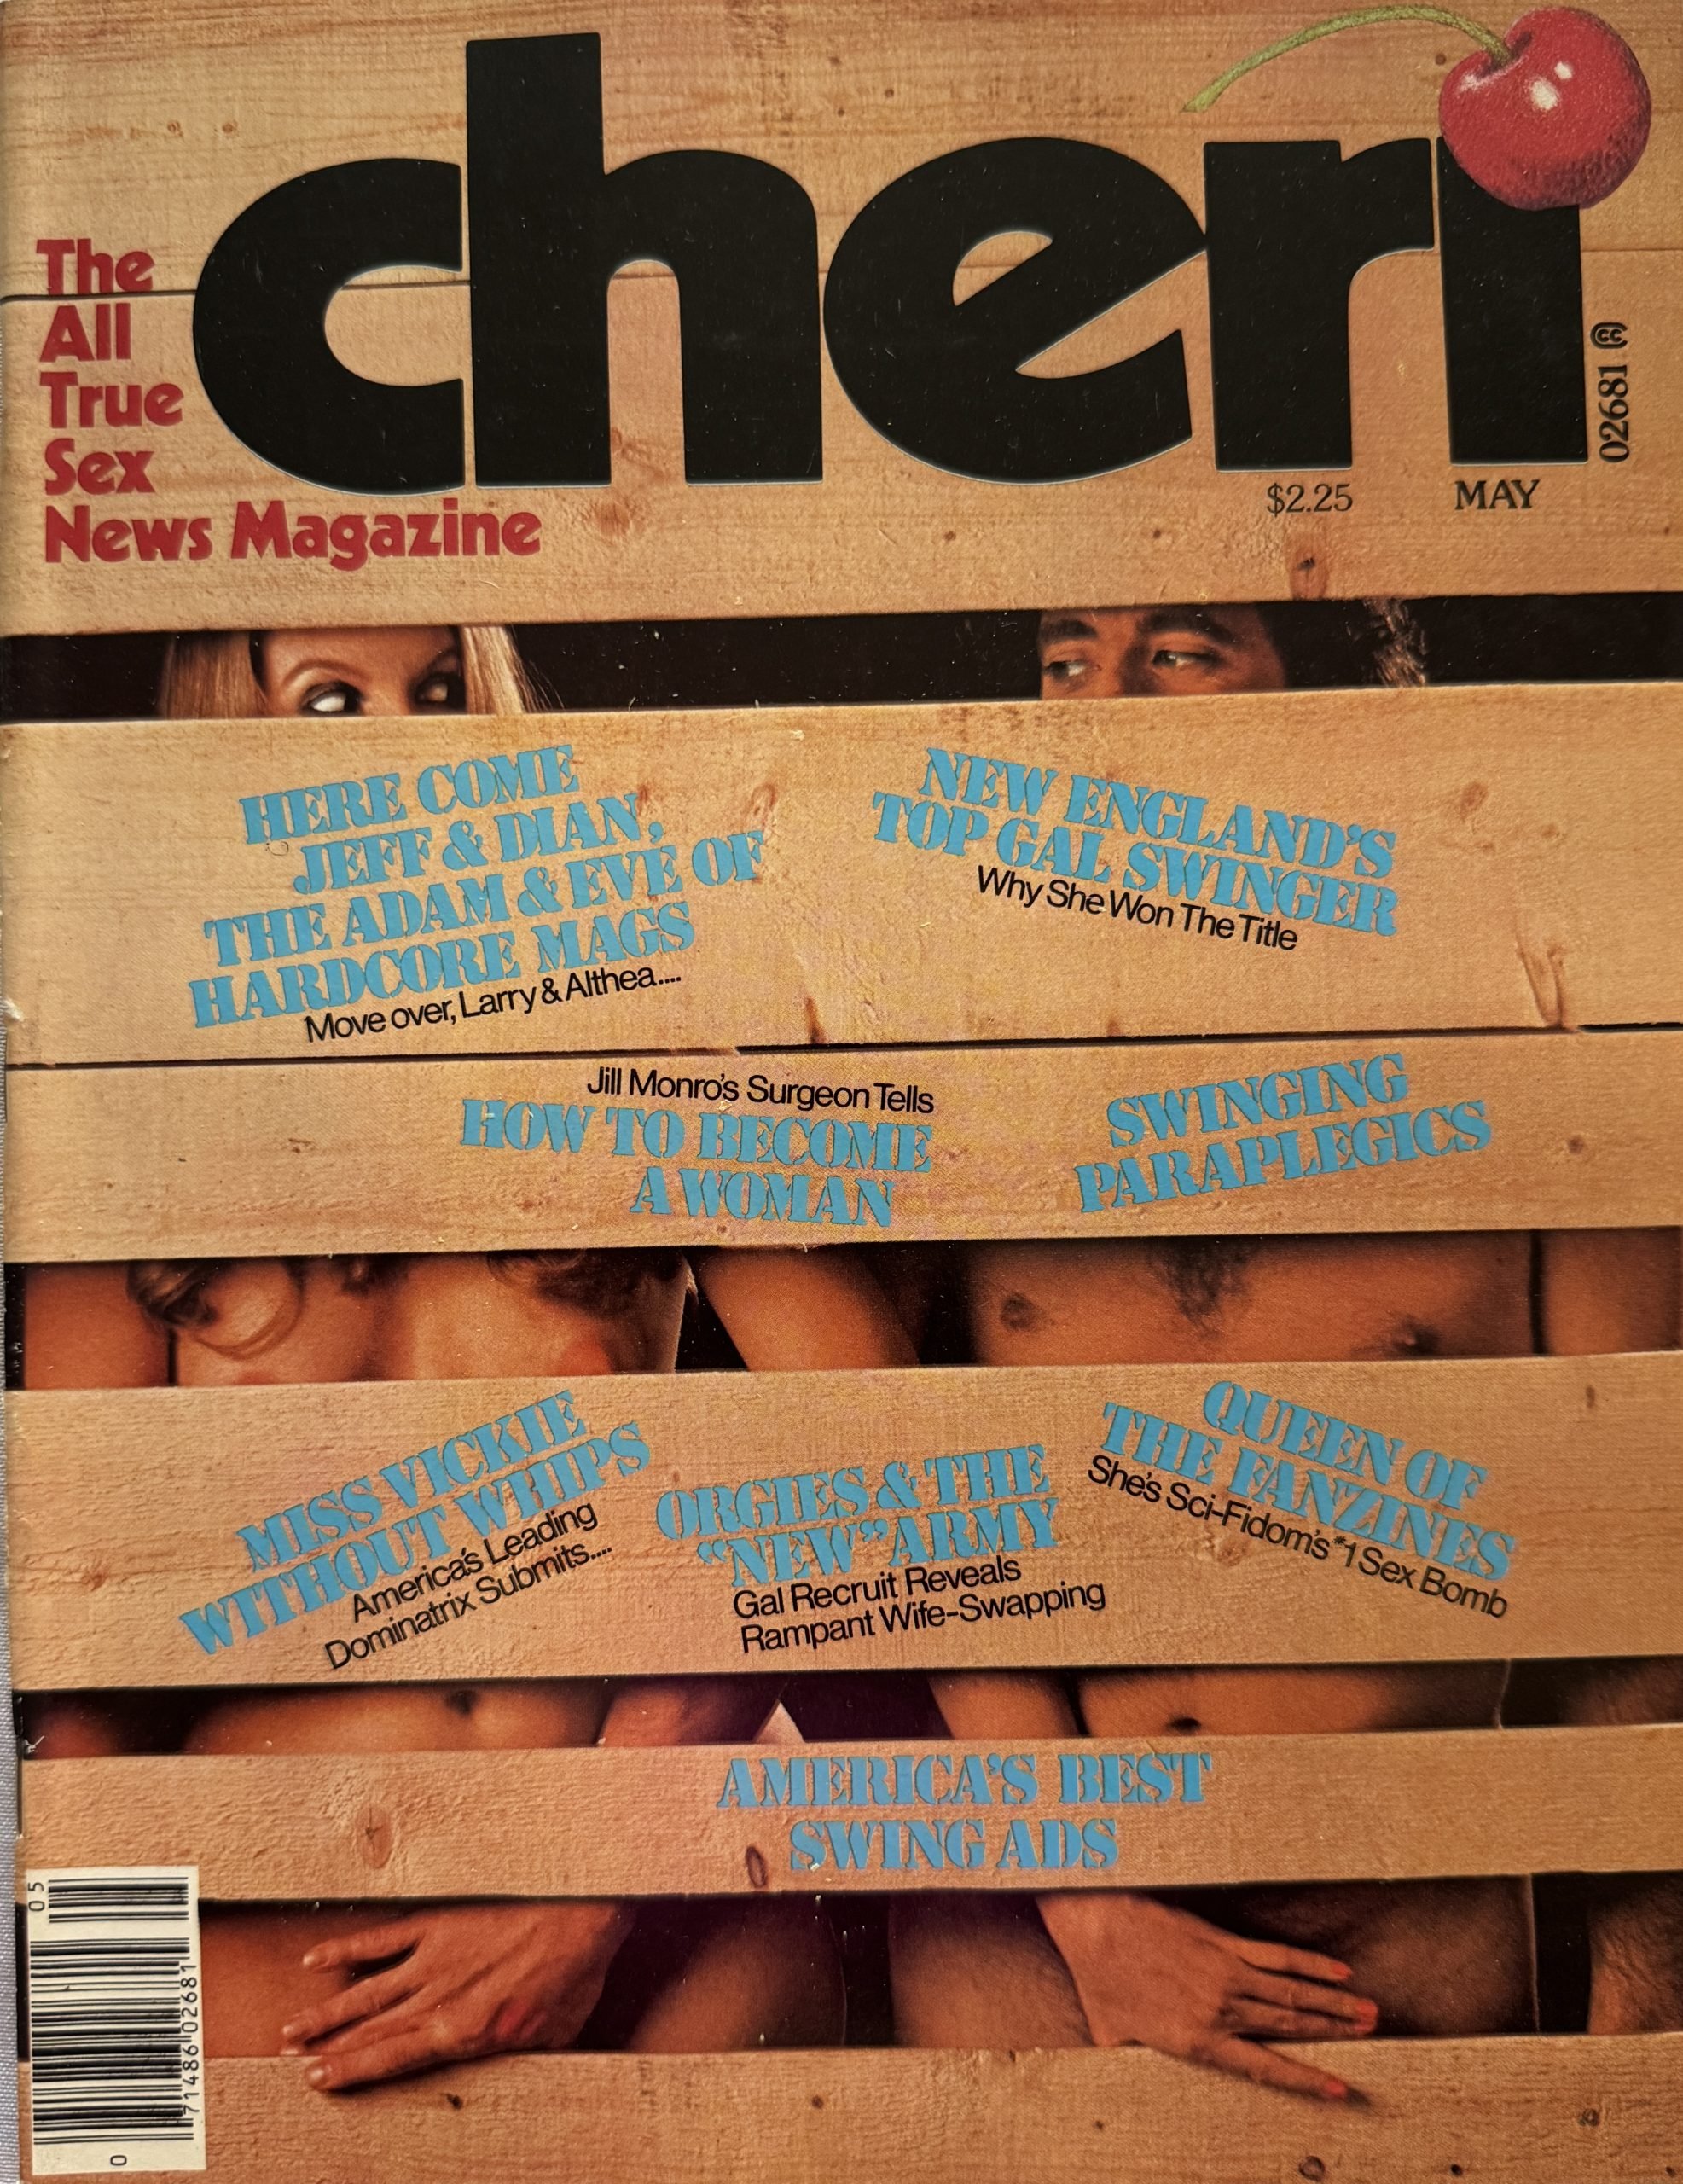 cheri
The
All
True
Sex
News Magazine
02681
$2.25 MAY
HERE COME
JEFF & DIAN,
THE ADAM & EVE OF
HARDCORE MAGS
Move over, Larry & Althea....
NEW ENGLAND'S
TOP GAL SWINGER
Why She Won The Title
Jill Monro's Surgeon Tells
HOW TO BECOME
A WOMAN
SWINGING
PARAPLEGICS
MISS VICKIE
WITHOUT WHIPS
America's Leading
Dominatrix Submits....
ORGIES & THE
"NEW" ARMY
Gal Recruit Reveals
Rampant Wife-Swapping
QUEEN OF
THE FANZINES
She's Sci-Fidom's #1 Sex Bomb
AMERICA'S BEST
SWING ADS
05
0 71486 02681